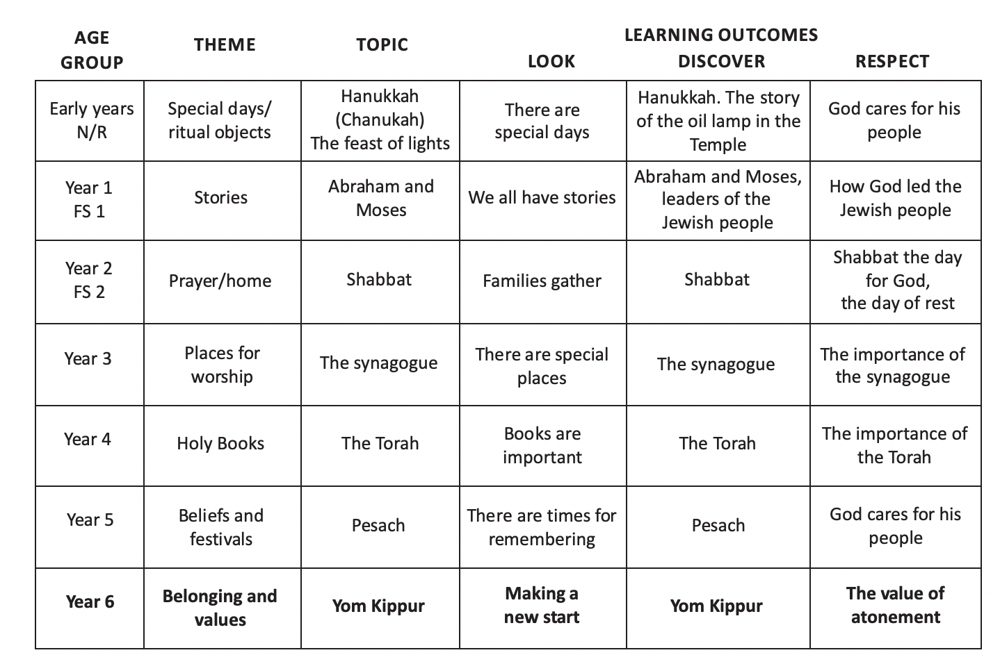 AGE
GROUP
THEME
TOPIC
LEARNING OUTCOMES
LOOK
DISCOVER
RESPECT
Early years
N/R
Special days/
ritual objects
Hanukkah
(Chanukah)
The feast of lights
There are
special days
Hanukkah. The story
of the oil lamp in the
Temple
God cares for his
people
Year 1
FS 1
Stories
Abraham and
Moses
We all have stories
Abraham and Moses,
leaders of the
Jewish people
How God led the
Jewish people
Year 2
FS 2
Prayer/home
Shabbat
Families gather
Shabbat
Shabbat the day
for God,
the day of rest
Year 3
Places for
worship
The synagogue
There are special
places
The synagogue
The importance of
the synagogue
Year 4
Holy Books
The Torah
Books are
important
The Torah
The importance of
the Torah
Year 5
Beliefs and
festivals
Pesach
There are times for
remembering
Pesach
God cares for his
people
Year 6
Belonging and
values
Yom Kippur
Making a
new start
Yom Kippur
The value of
atonement